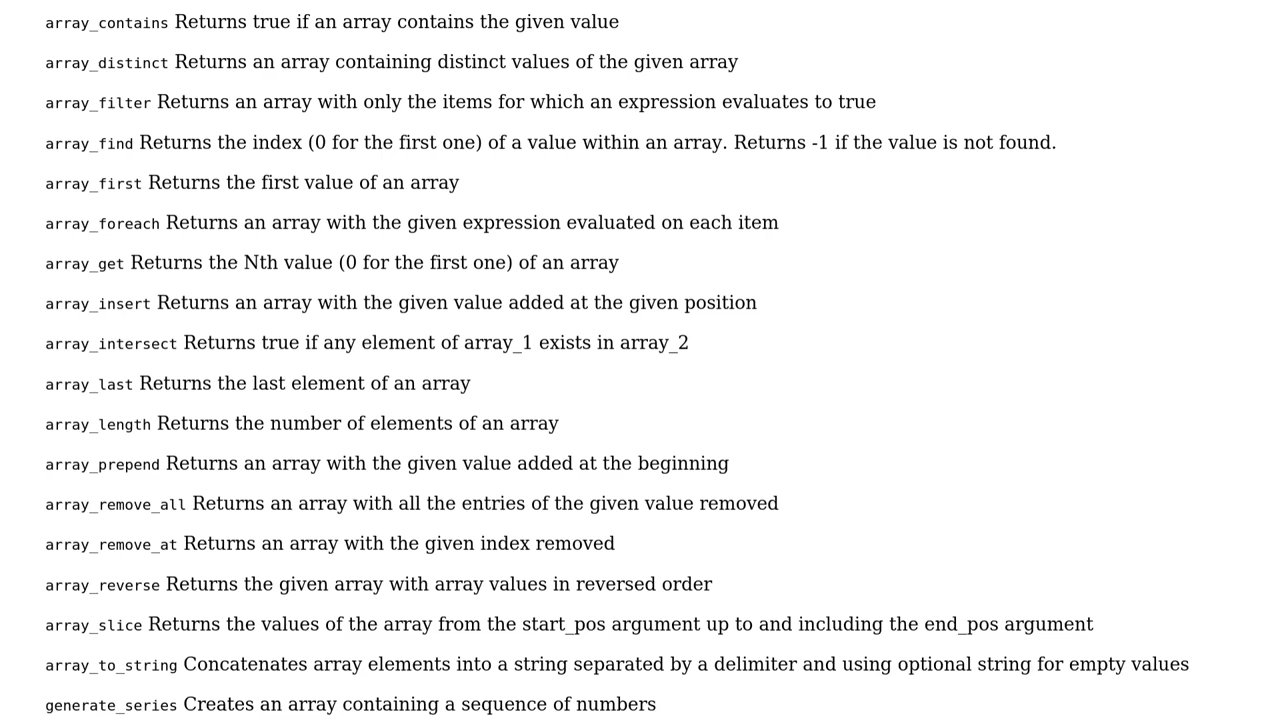 array_contains Returns true if an array contains the given value
array_distinct Returns an array containing distinct values of the given array
array_filter Returns an array with only the items for which an expression evaluates to true
array_find Returns the index (0 for the first one) of a value within an array. Returns -1 if the value is not found.
array_first Returns the first value of an array
array_foreach Returns an array with the given expression evaluated on each item
array_get Returns the Nth value (0 for the first one) of an array
array_insert Returns an array with the given value added at the given position
array_intersect Returns true if any element of array_1 exists in array_2
array_last Returns the last element of an array
array_length Returns the number of elements of an array
array_prepend Returns an array with the given value added at the beginning
array_remove_all Returns an array with all the entries of the given value removed
array_remove_at Returns an array with the given index removed
array_reverse Returns the given array with array values in reversed order
array_slice Returns the values of the array from the start_pos argument up to and including the end_pos argument
array_to_string Concatenates array elements into a string separated by a delimiter and using optional string for empty values
generate_series Creates an array containing a sequence of numbers